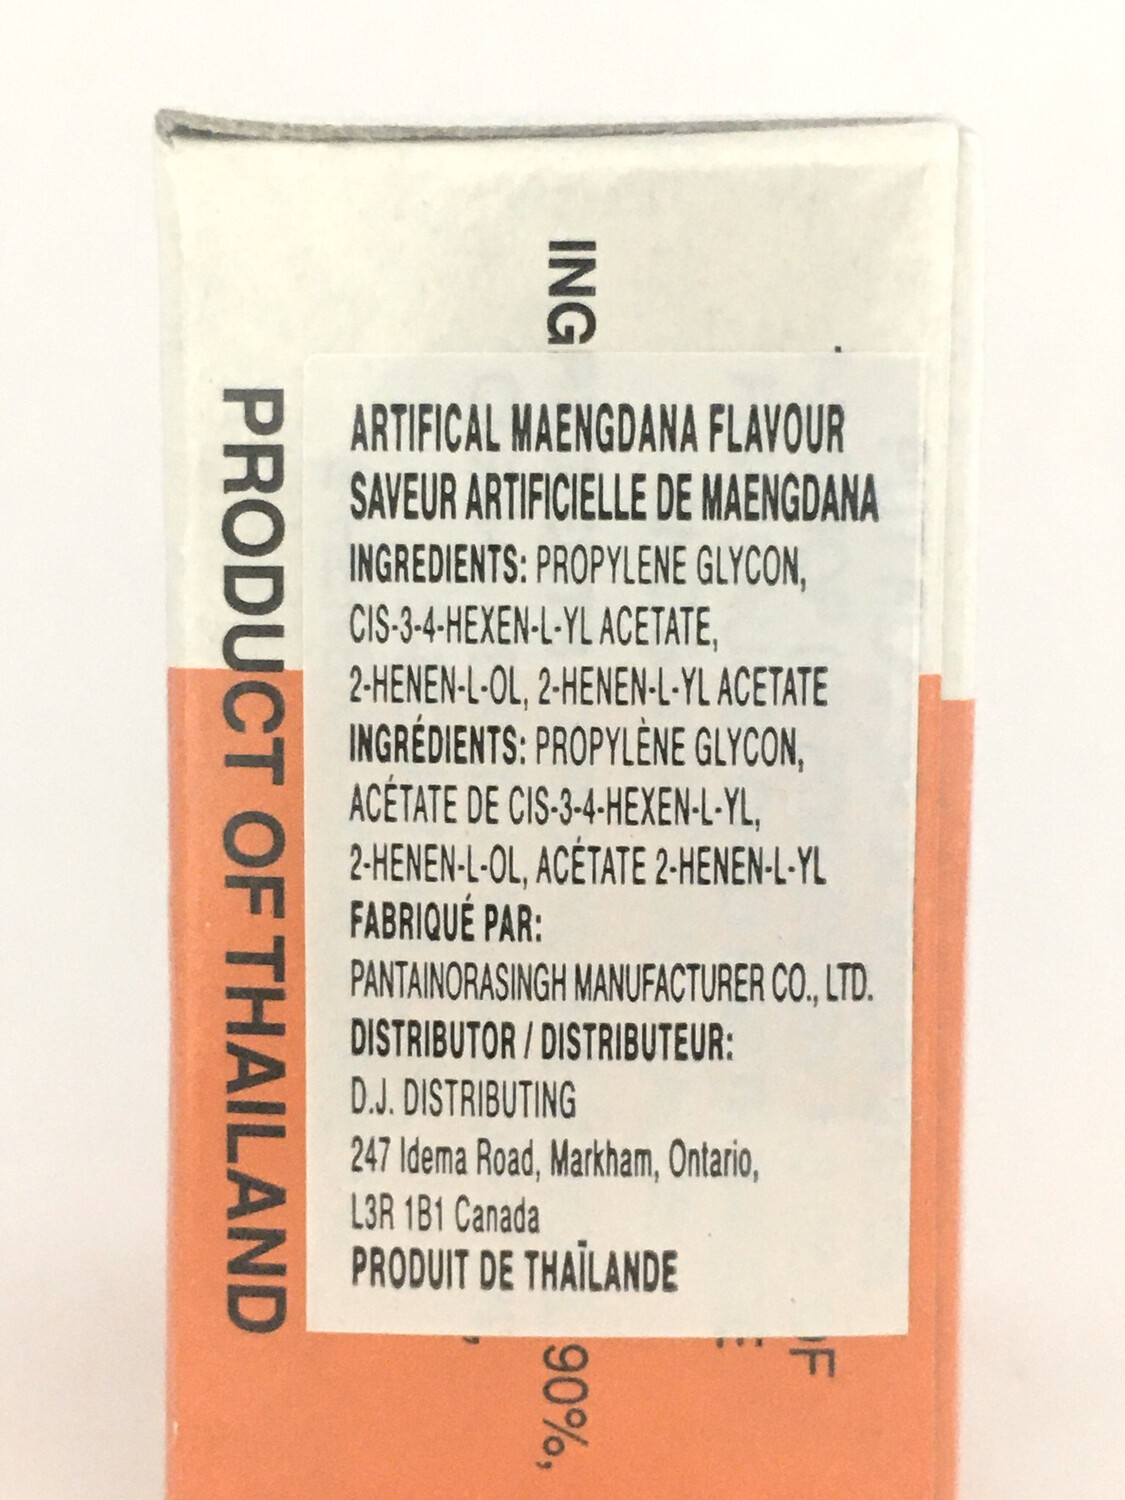 ING
PRODUCT OF THAILAND
ARTIFICAL MAENGDANA FLAVOUR
SAVEUR ARTIFICIELLE DE MAENGDANA
INGREDIENTS: PROPYLENE GLYCON,
CIS-3-4-HEXEN-L-YL ACETATE,
2-HENEN-L-OL, 2-HENEN-L-YL ACETATE
INGRÉDIENTS: PROPYLÈNE GLYCON,
ACÉTATE DE CIS-3-4-HEXEN-L-YL,
2-HENEN-L-OL, ACÉTATE 2-HENEN-L-YL
FABRIQUÉ PAR:
PANTAINORASINGH MANUFACTURER CO., LTD.
DISTRIBUTOR / DISTRIBUTEUR:
D.J. DISTRIBUTING
247 Idema Road, Markham, Ontario,
L3R 1B1 Canada
PRODUIT DE THAÏLANDE
90%,